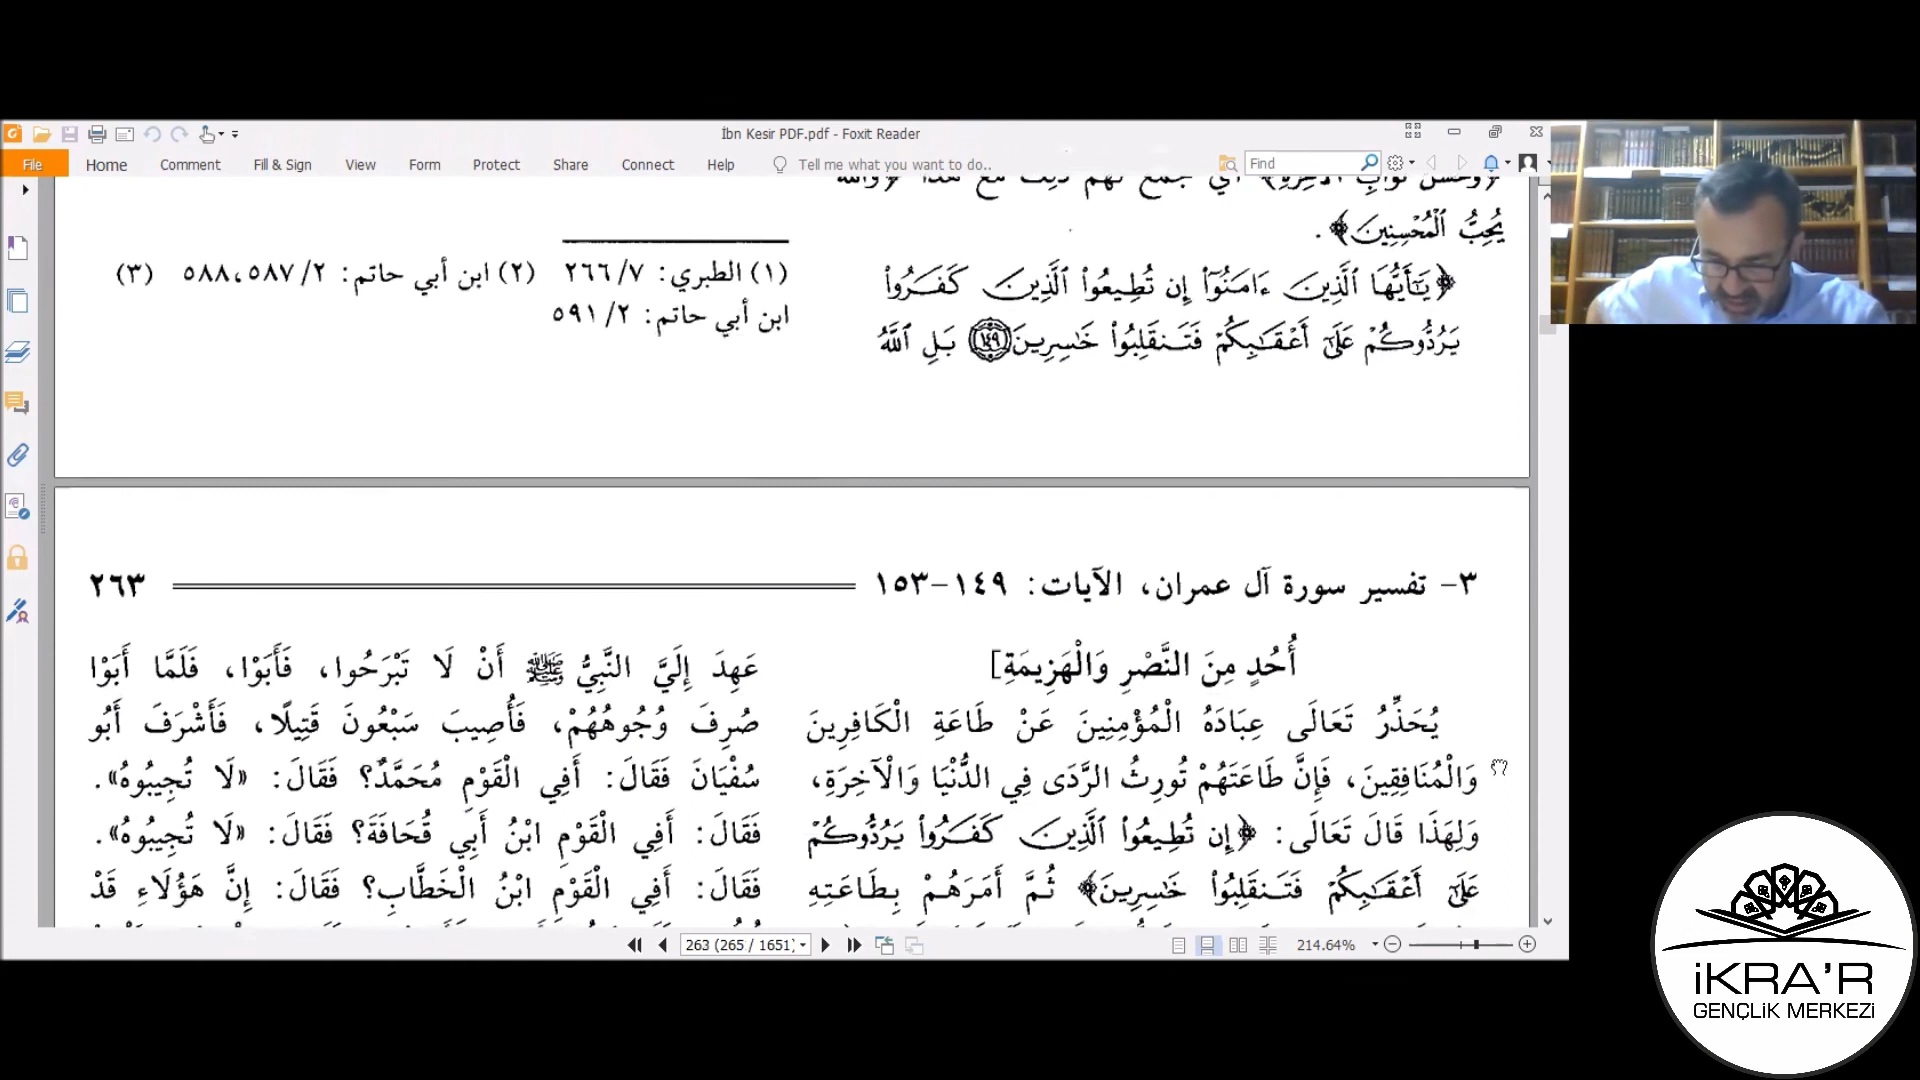 İbn Kesir PDF.pdf - Foxit Reader
File Home Comment Fill & Sign View Form Protect Share Connect Help Tell me what you want to do.. Find
يُحِبُّ ٱلْمُحْسِنِينَ﴾ .
﴿يَٰٓأَيُّهَا ٱلَّذِينَ ءَامَنُوٓا۟ إِن تُطِيعُوا۟ ٱلَّذِينَ كَفَرُوا۟
يَرُدُّوكُمْ عَلَىٰٓ أَعْقَٰبِكُمْ فَتَنقَلِبُوا۟ خَٰسِرِينَ ١٤٩ بَلِ ٱللَّهُ
(١) الطبري: ٧/ ٢٦٦ (٢) ابن أبي حاتم: ٢/ ٥٨٧،٥٨٨ (٣)
ابن أبي حاتم: ٢/ ٥٩١
٣- تفسير سورة آل عمران، الآيات: ١٤٩-١٥٣ ٢٦٣
أُحُدٍ مِنَ النَّصْرِ وَالْهَزِيمَةِ]
يُحَذِّرُ تَعَالَى عِبَادَهُ الْمُؤْمِنِينَ عَنْ طَاعَةِ الْكَافِرِينَ
وَالْمُنَافِقِينَ، فَإِنَّ طَاعَتَهُمْ تُورِثُ الرَّدَى فِي الدُّنْيَا وَالْآخِرَةِ،
وَلِهَذَا قَالَ تَعَالَى: ﴿إِن تُطِيعُوا۟ ٱلَّذِينَ كَفَرُوا۟ يَرُدُّوكُمْ
عَلَىٰٓ أَعْقَٰبِكُمْ فَتَنقَلِبُوا۟ خَٰسِرِينَ﴾ ثُمَّ أَمَرَهُمْ بِطَاعَتِهِ
عَهِدَ إِلَيَّ النَّبِيُّ ﷺ أَنْ لَا تَبْرَحُوا، فَأَبَوْا، فَلَمَّا أَبَوْا
صُرِفَ وُجُوهُهُمْ، فَأُصِيبَ سَبْعُونَ قَتِيلًا، فَأَشْرَفَ أَبُو
سُفْيَانَ فَقَالَ: أَفِي الْقَوْمِ مُحَمَّدٌ؟ فَقَالَ: «لَا تُجِيبُوهُ».
فَقَالَ: أَفِي الْقَوْمِ ابْنُ أَبِي قُحَافَةَ؟ فَقَالَ: «لَا تُجِيبُوهُ».
فَقَالَ: أَفِي الْقَوْمِ ابْنُ الْخَطَّابِ؟ فَقَالَ: إِنَّ هَؤُلَاءِ قَدْ
263 (265 / 1651) 214.64%
iKRA'R
GENÇLiK MERKEZi